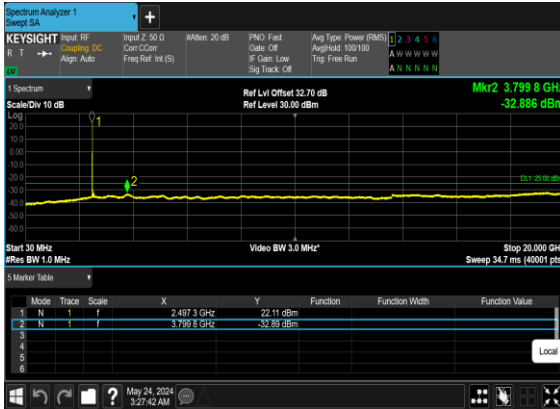 Spectrum Analyzer 1
Swept SA
+
KEYSIGHT Input: RF Input Z: 50 Ω #Atten: 20 dB PNO: Fast Avg Type: Power (RMS) 1 2 3 4 5 6
R T Coupling: DC Corr CCorr Gate: Off Avg|Hold: 100/100 A W W W W W
Align: Auto Freq Ref: Int (S) IF Gain: Low Trig: Free Run
Sig Track: Off A N N N N N
1 Spectrum
Ref Lvl Offset 32.70 dB Mkr2 3.799 8 GHz
Scale/Div 10 dB Ref Level 30.00 dBm -32.886 dBm
Log
1
20.0
10.0
0.00
-10.0
-20.0
2
DL1 25.00 dBm
-30.0
-40.0
-50.0
-60.0
Start 30 MHz Video BW 3.0 MHz* Stop 20.000 GH
#Res BW 1.0 MHz Sweep 34.7 ms (40001 pts
5 Marker Table
Mode Trace Scale X Y Function Function Width Function Value
1 N 1 f 2.497 3 GHz 22.11 dBm
2 N 1 f 3.799 8 GHz -32.89 dBm
3
4
5
6
Local
? May 24, 2024
3:27:42 AM